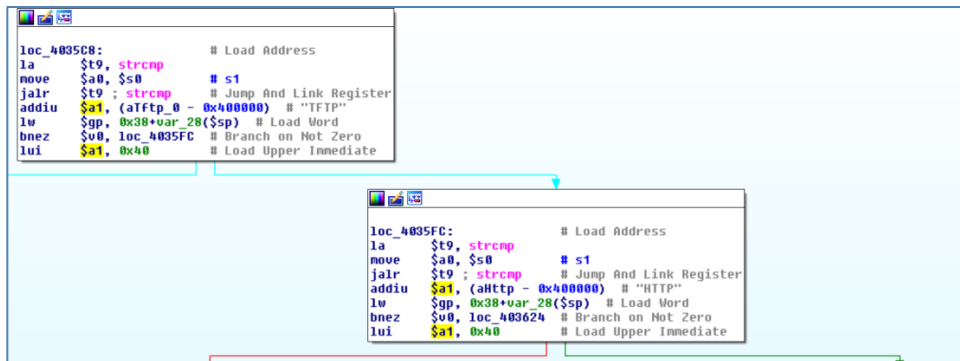 loc_4035C8: # Load Address
la $t9, strcmp
move $a0, $s0 # s1
jalr $t9 ; strcmp # Jump And Link Register
addiu $a1, (aTftp_0 - 0x400000) # "TFTP"
lw $gp, 0x38+var_28($sp) # Load Word
bnez $v0, loc_4035FC # Branch on Not Zero
lui $a1, 0x40 # Load Upper Immediate
loc_4035FC: # Load Address
la $t9, strcmp
move $a0, $s0 # s1
jalr $t9 ; strcmp # Jump And Link Register
addiu $a1, (aHttp - 0x400000) # "HTTP"
lw $gp, 0x38+var_28($sp) # Load Word
bnez $v0, loc_403624 # Branch on Not Zero
lui $a1, 0x40 # Load Upper Immediate